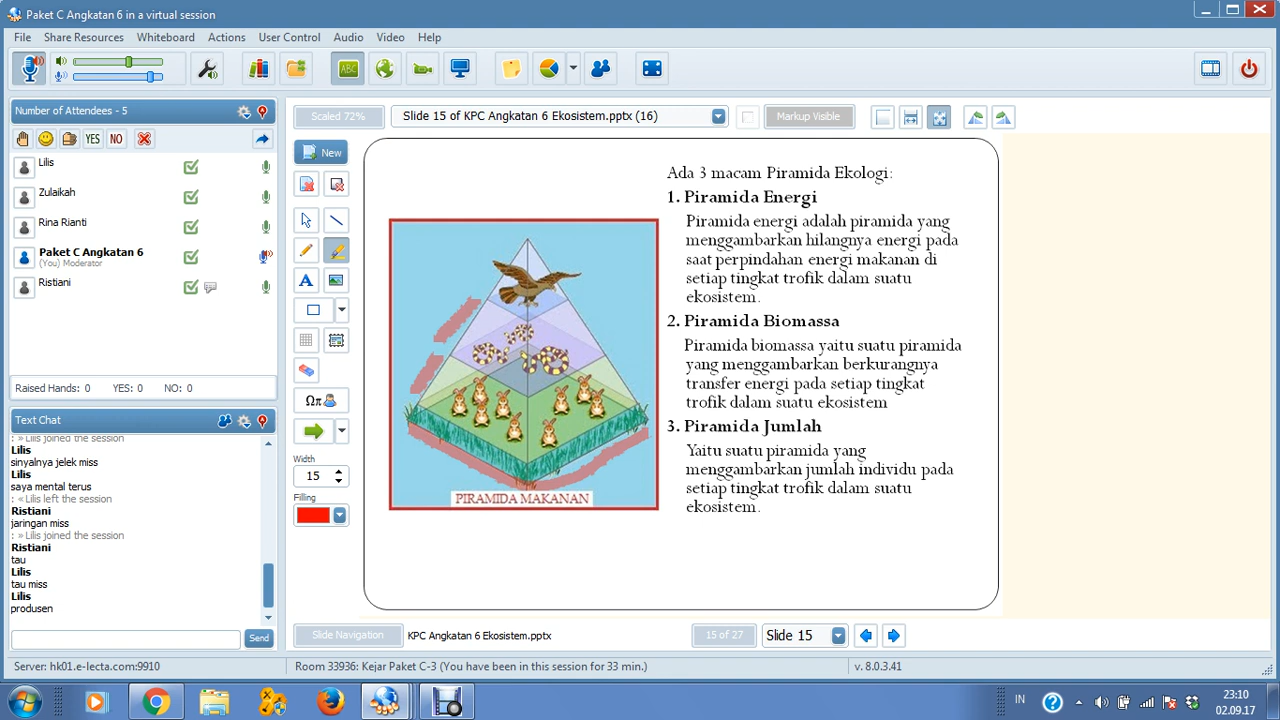 Paket C Angkatan 6 in a virtual session
File Share Resources Whiteboard Actions User Control Audio Video Help
ABC
Number of Attendees - 5
YES NO
Lilis
Zulaikah
Rina Rianti
Paket C Angkatan 6
(You) Moderator
Ristiani
Raised Hands: 0 YES: 0 NO: 0
Text Chat
: » Lilis joined the session
Lilis
sinyalnya jelek miss
Lilis
saya mental terus
: « Lilis left the session
Ristiani
jaringan miss
: » Lilis joined the session
Ristiani
tau
Lilis
tau miss
Lilis
produsen
Send
Scaled 72%
Slide 15 of KPC Angkatan 6 Ekosistem.pptx (16)
Markup Visible
New
A
Ωπ
Width
15
Filling
PIRAMIDA MAKANAN
Ada 3 macam Piramida Ekologi:
1. Piramida Energi
Piramida energi adalah piramida yang
menggambarkan hilangnya energi pada
saat perpindahan energi makanan di
setiap tingkat trofik dalam suatu
ekosistem.
2. Piramida Biomassa
Piramida biomassa yaitu suatu piramida
yang menggambarkan berkurangnya
transfer energi pada setiap tingkat
trofik dalam suatu ekosistem
3. Piramida Jumlah
Yaitu suatu piramida yang
menggambarkan jumlah individu pada
setiap tingkat trofik dalam suatu
ekosistem.
Slide Navigation
KPC Angkatan 6 Ekosistem.pptx
15 of 27
Slide 15
Server: hk01.e-lecta.com:9910
Room 33936: Kejar Paket C-3 (You have been in this session for 33 min.)
v. 8.0.3.41
IN
23:10
02.09.17